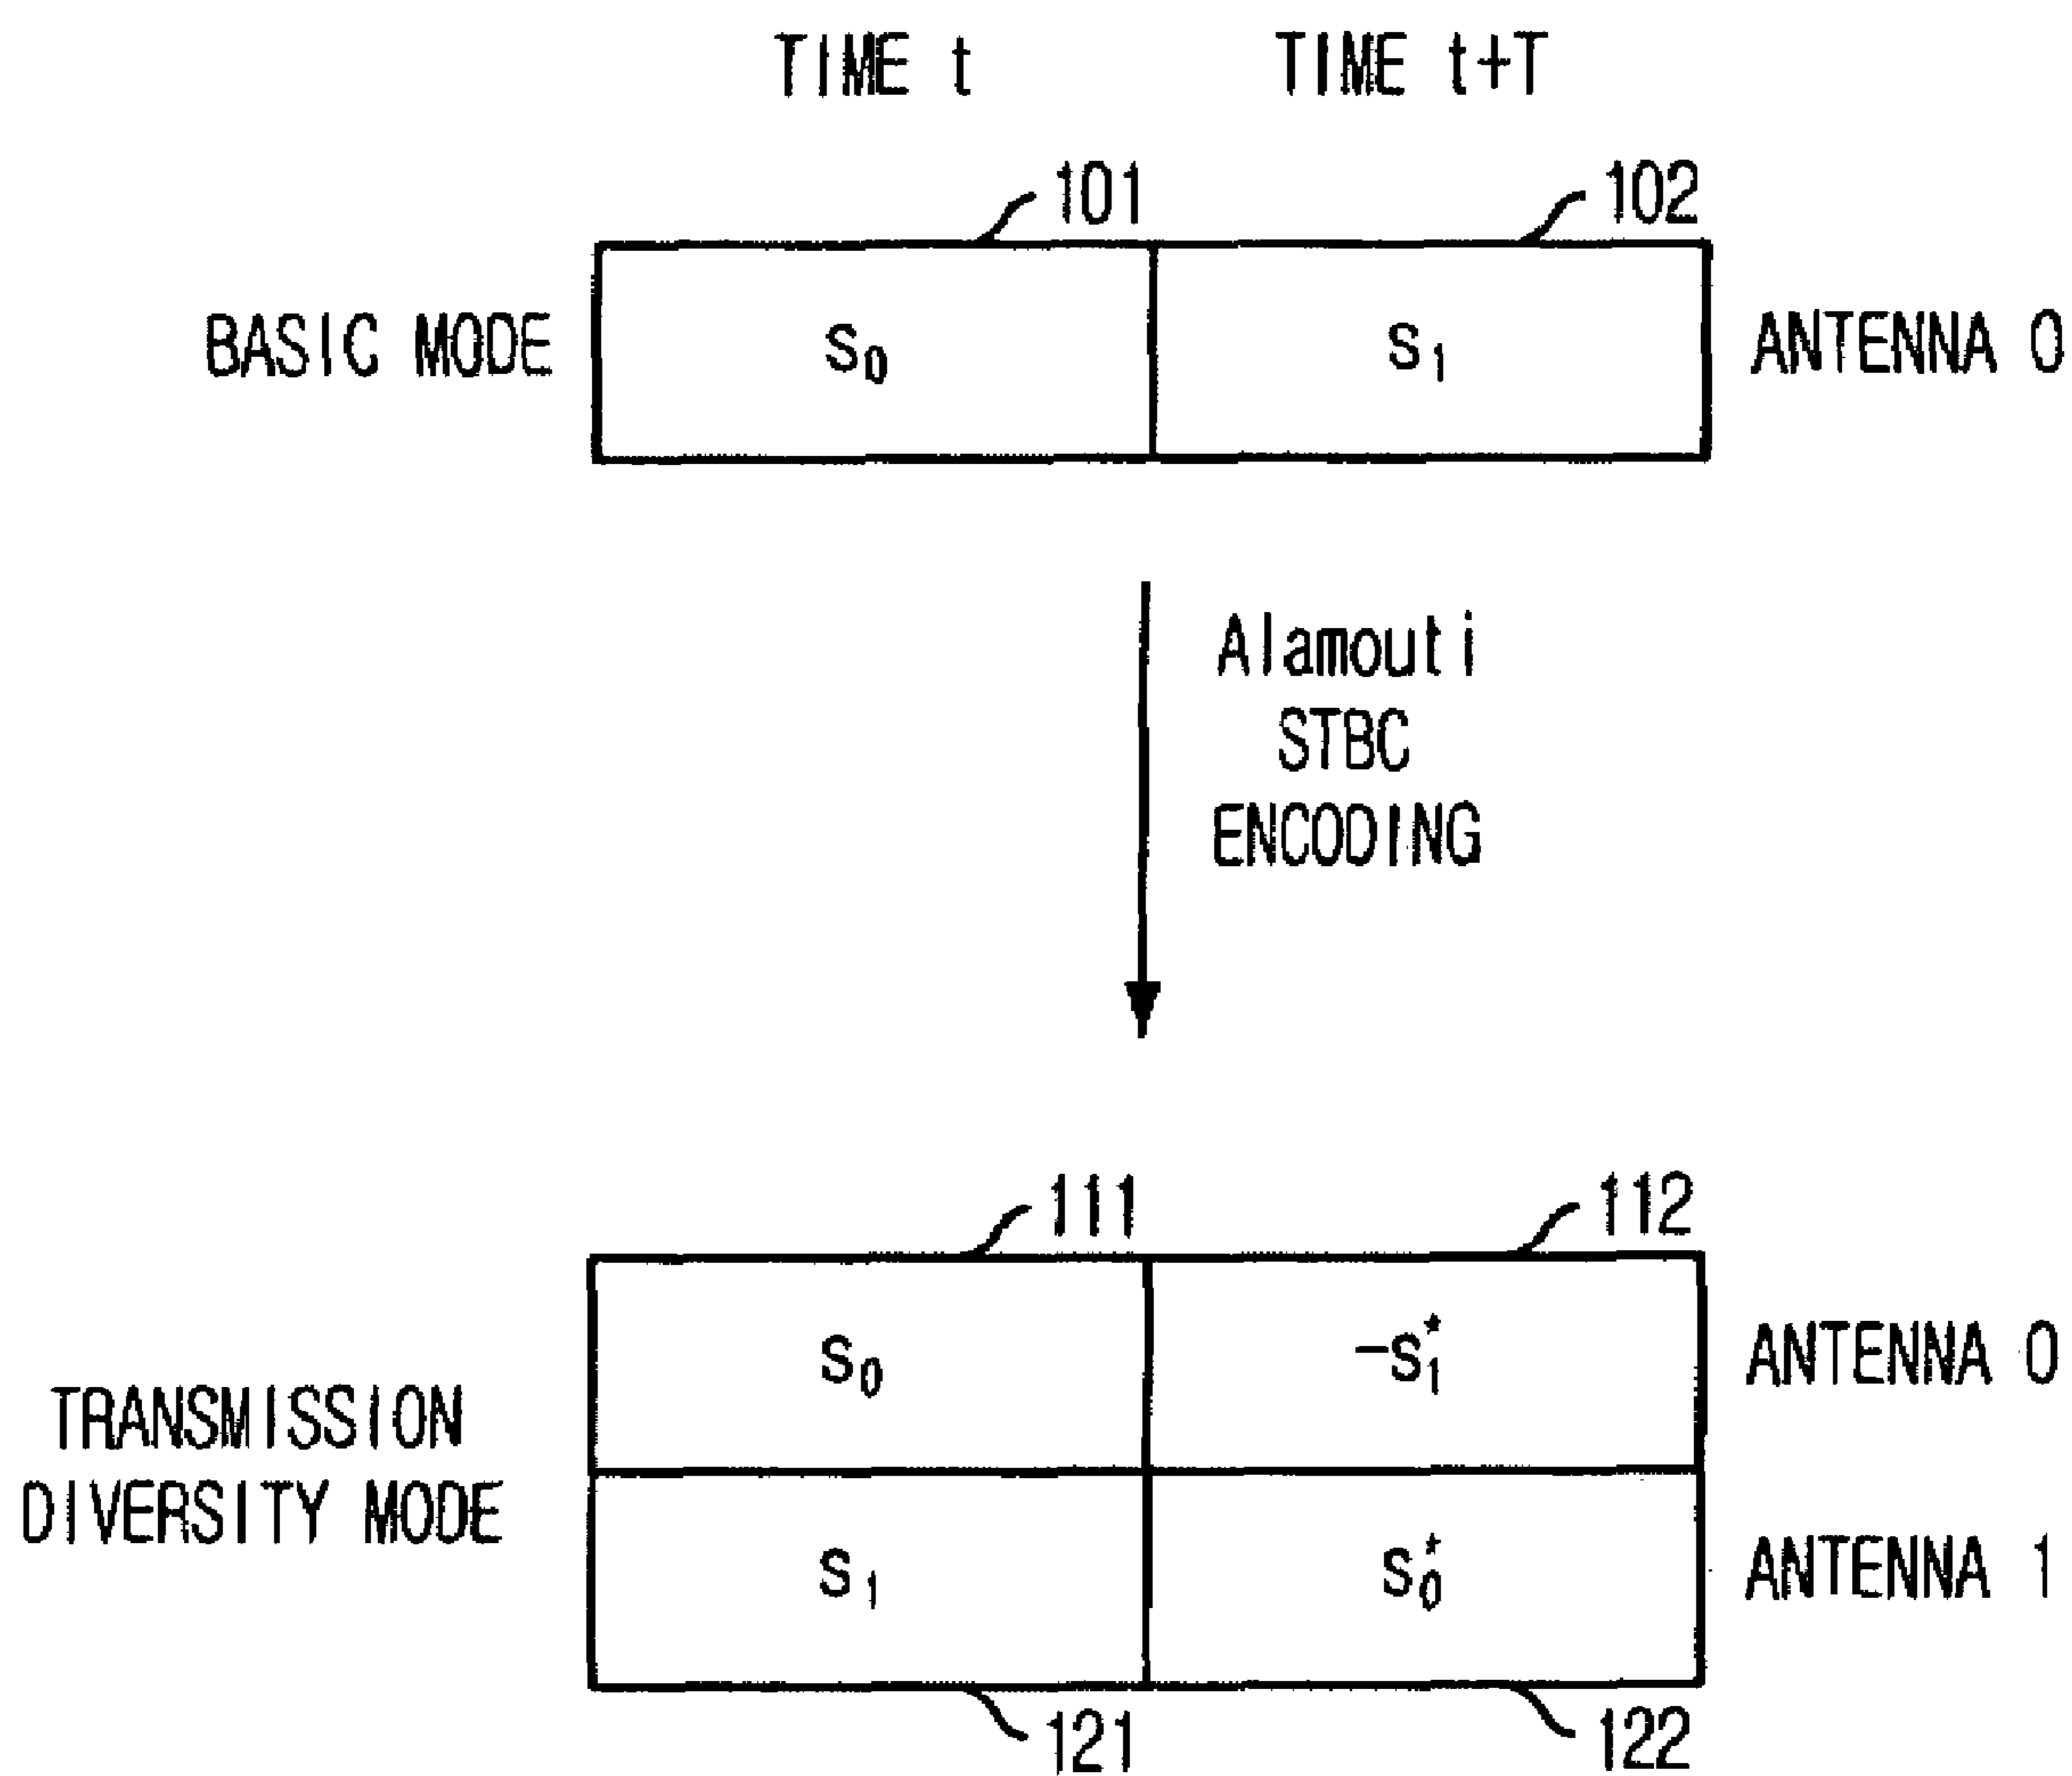 TIME t TIME t+T
101 102
BASIC MODE s₀ s₁ ANTENNA 0
Alamouti
STBC
ENCODING
111 112
s₀ -s₁* ANTENNA 0
TRANSMISSION
DIVERSITY MODE
s₁ s₀* ANTENNA 1
121 122